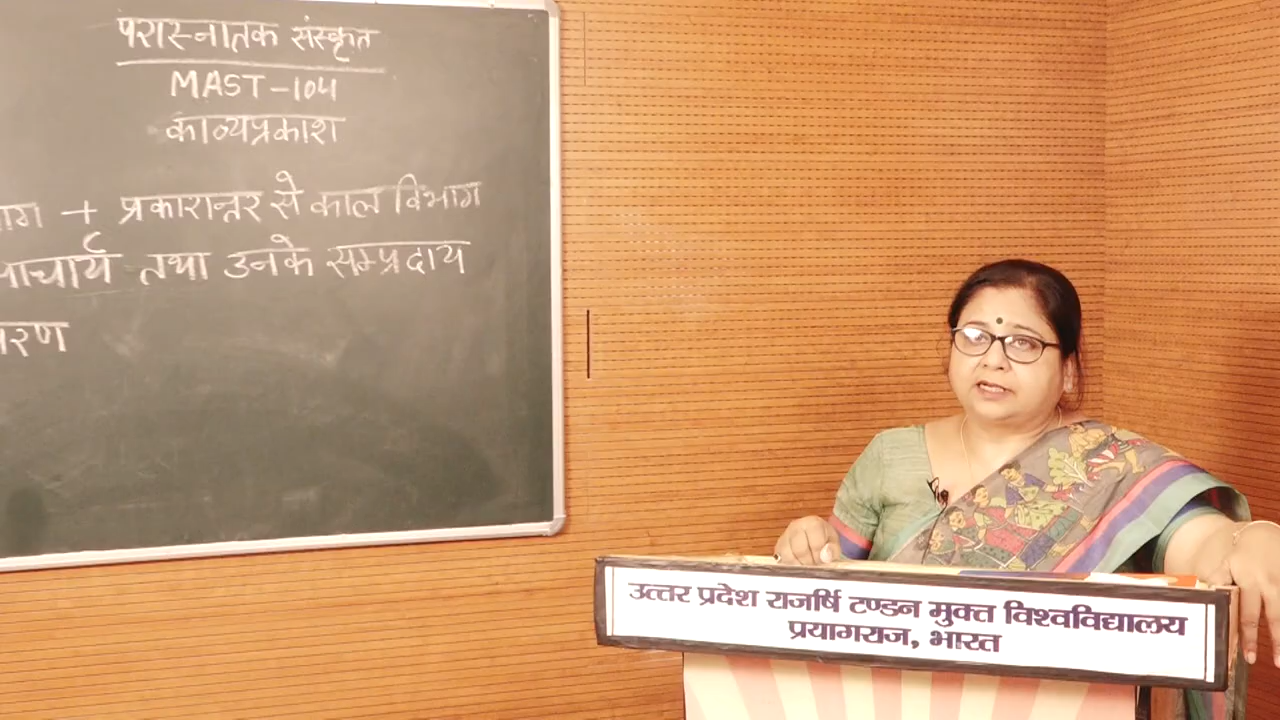 परास्नातक संस्कृत
MAST-104
काव्यप्रकाश
ाग + प्रकारान्तर से काल विभाग
ाचार्य तथा उनके सम्प्रदाय
रण
उत्तर प्रदेश राजर्षि टण्डन मुक्त विश्वविद्यालय
प्रयागराज, भारत